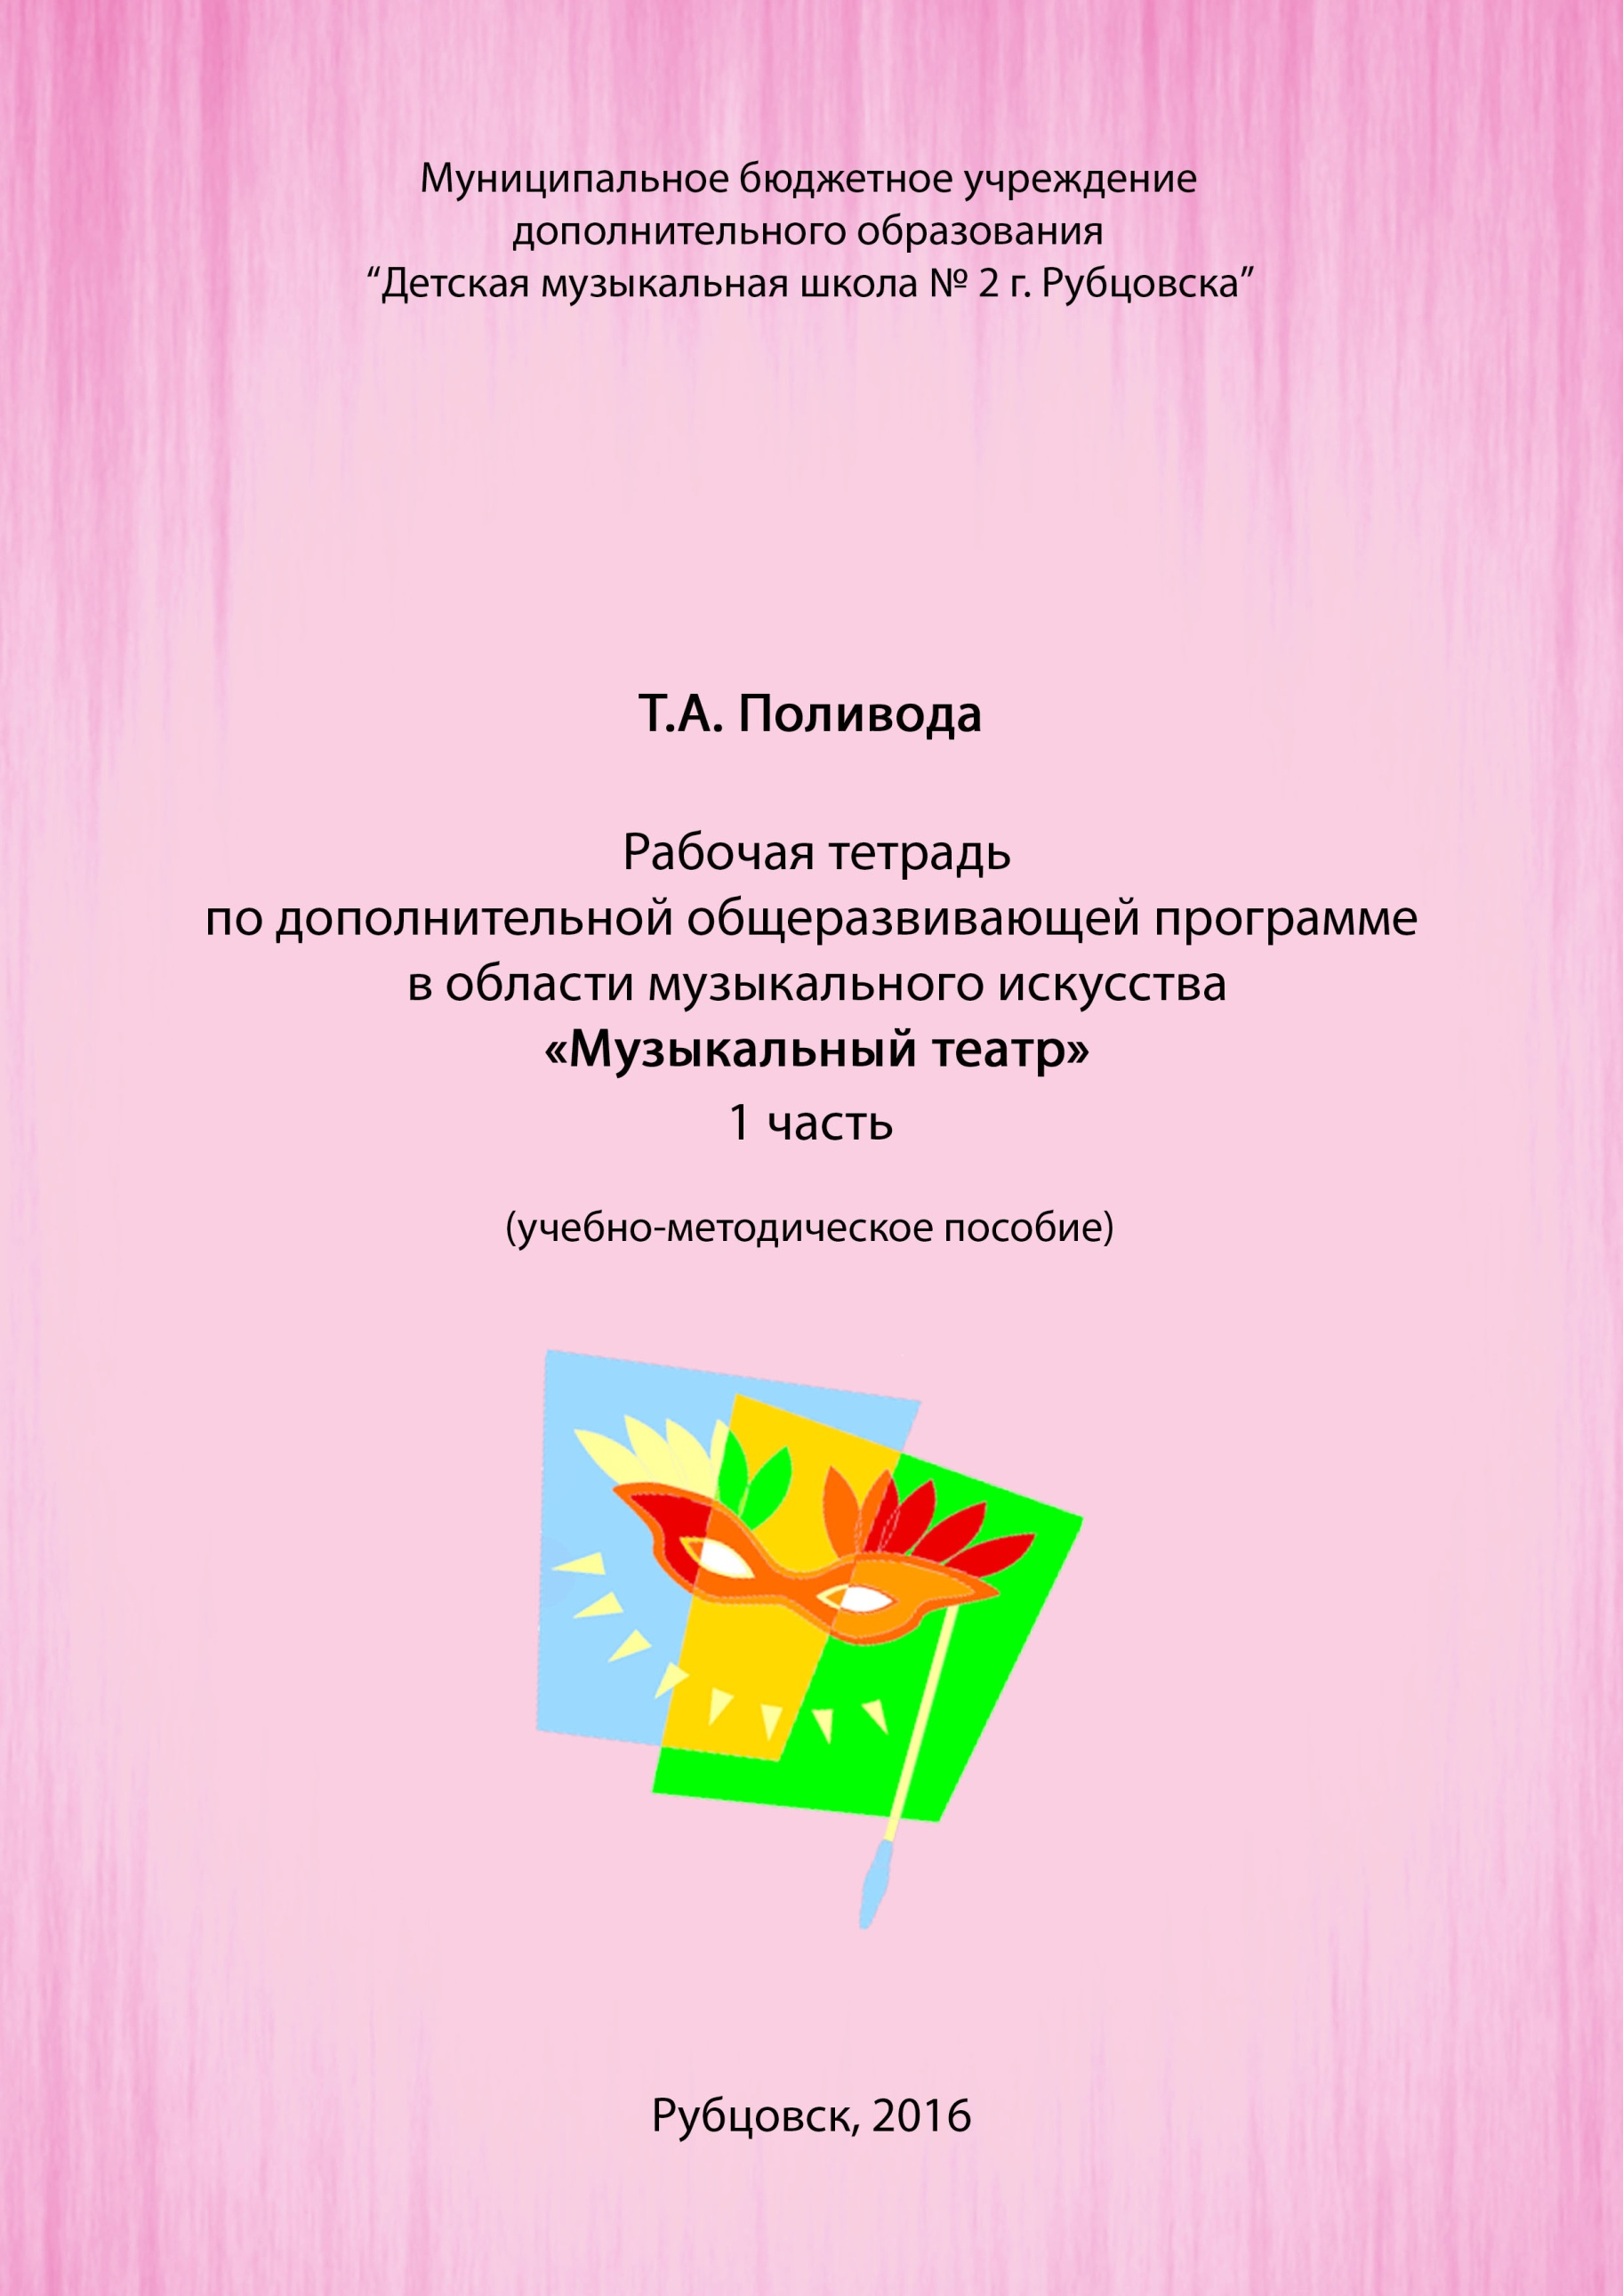 Муниципальное бюджетное учреждение
дополнительного образования
“Детская музыкальная школа № 2 г. Рубцовска”
Т.А. Поливода
Рабочая тетрадь
по дополнительной общеразвивающей программе
в области музыкального искусства
«Музыкальный театр»
1 часть
(учебно-методическое пособие)
Рубцовск, 2016